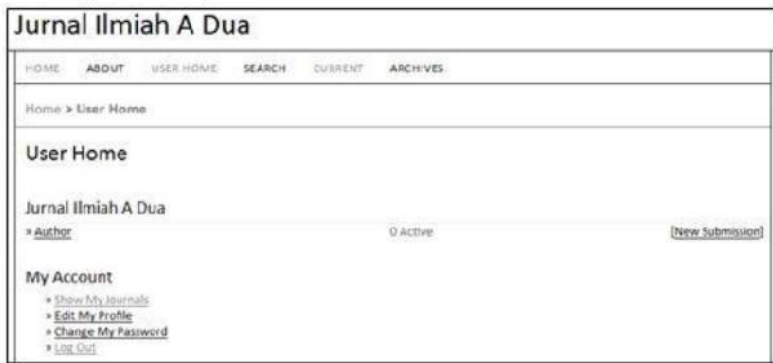 Jurnal Ilmiah A Dua
HOME ABOUT USER HOME SEARCH CURRENT ARCHIVES
Home > User Home
User Home
Jurnal Ilmiah A Dua
» Author 0 Active [New Submission]
My Account
» Show My Journals
» Edit My Profile
» Change My Password
» Log Out